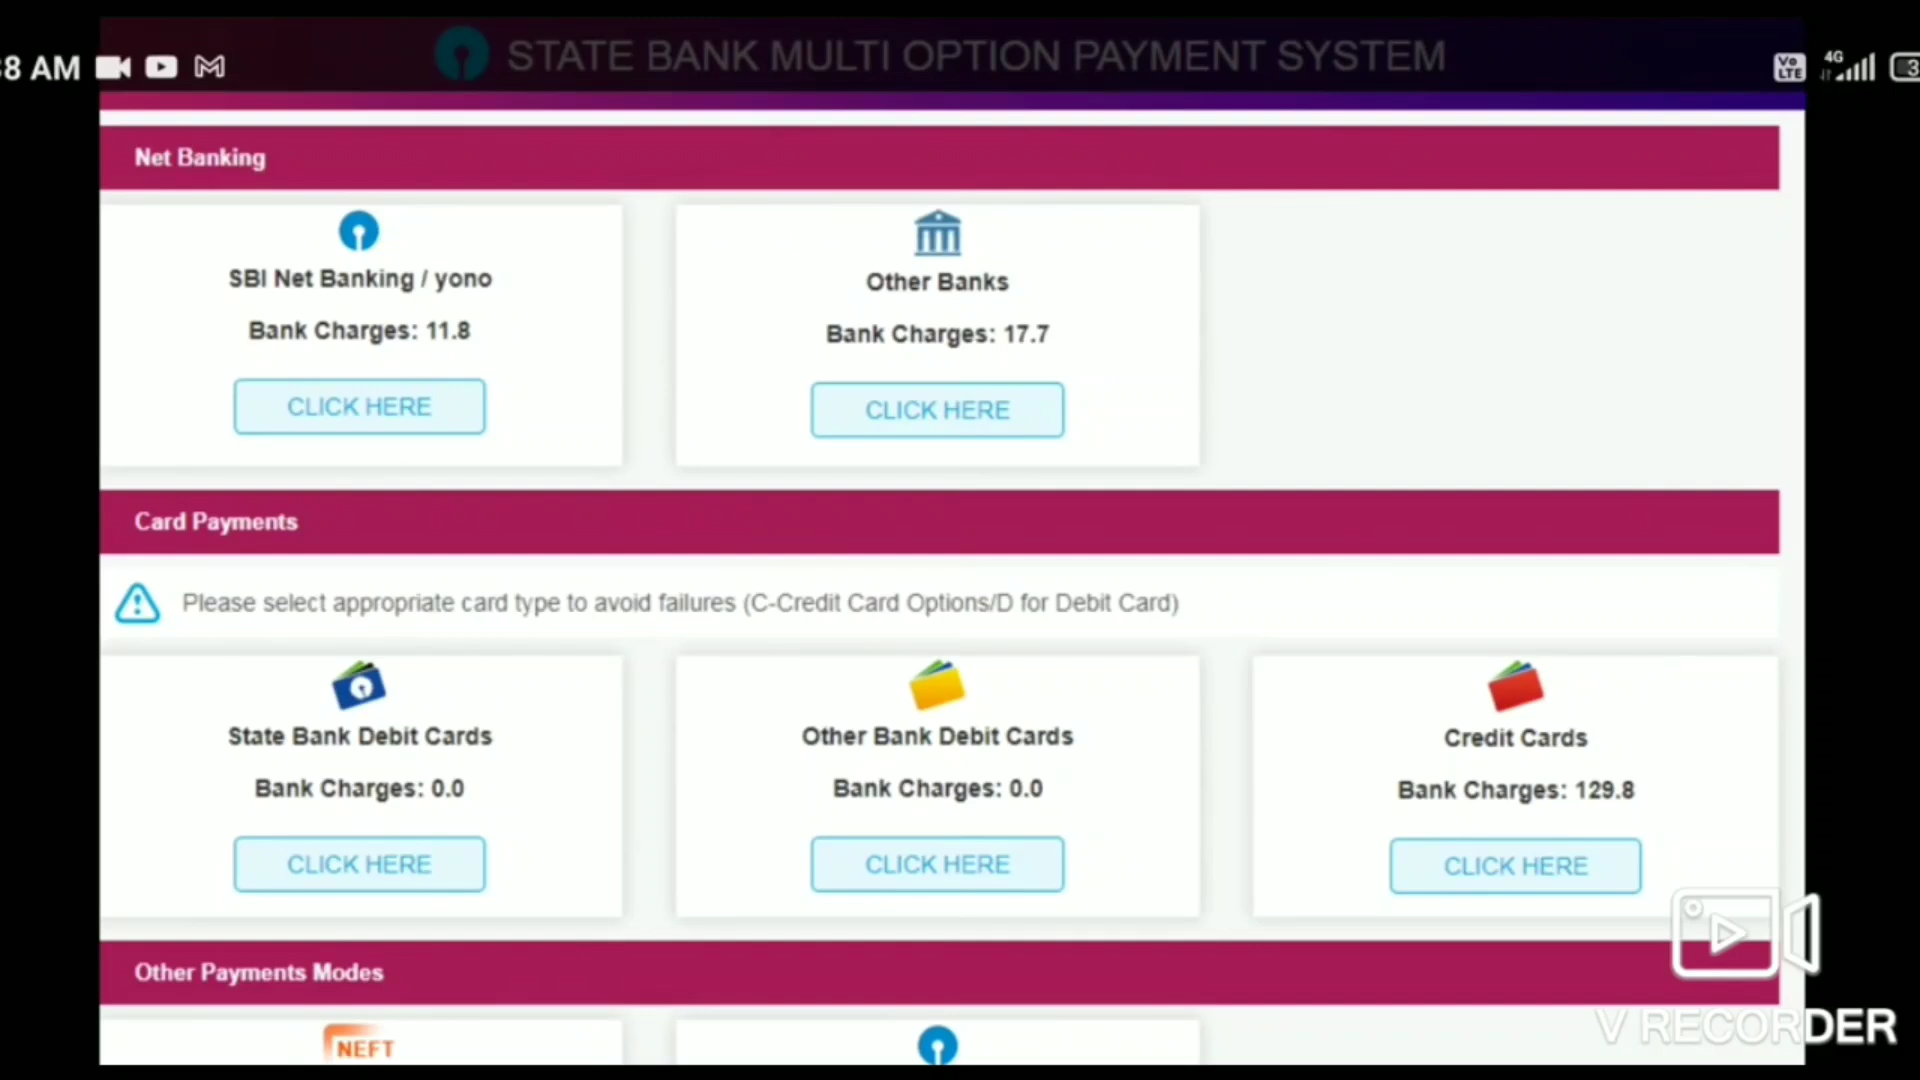 8 AM
STATE BANK MULTI OPTION PAYMENT SYSTEM
Vo LTE 4G 3
Net Banking
SBI Net Banking / yono
Bank Charges: 11.8
CLICK HERE
Other Banks
Bank Charges: 17.7
CLICK HERE
Card Payments
Please select appropriate card type to avoid failures (C-Credit Card Options/D for Debit Card)
State Bank Debit Cards
Bank Charges: 0.0
CLICK HERE
Other Bank Debit Cards
Bank Charges: 0.0
CLICK HERE
Credit Cards
Bank Charges: 129.8
CLICK HERE
Other Payments Modes
NEFT
V RECORDER